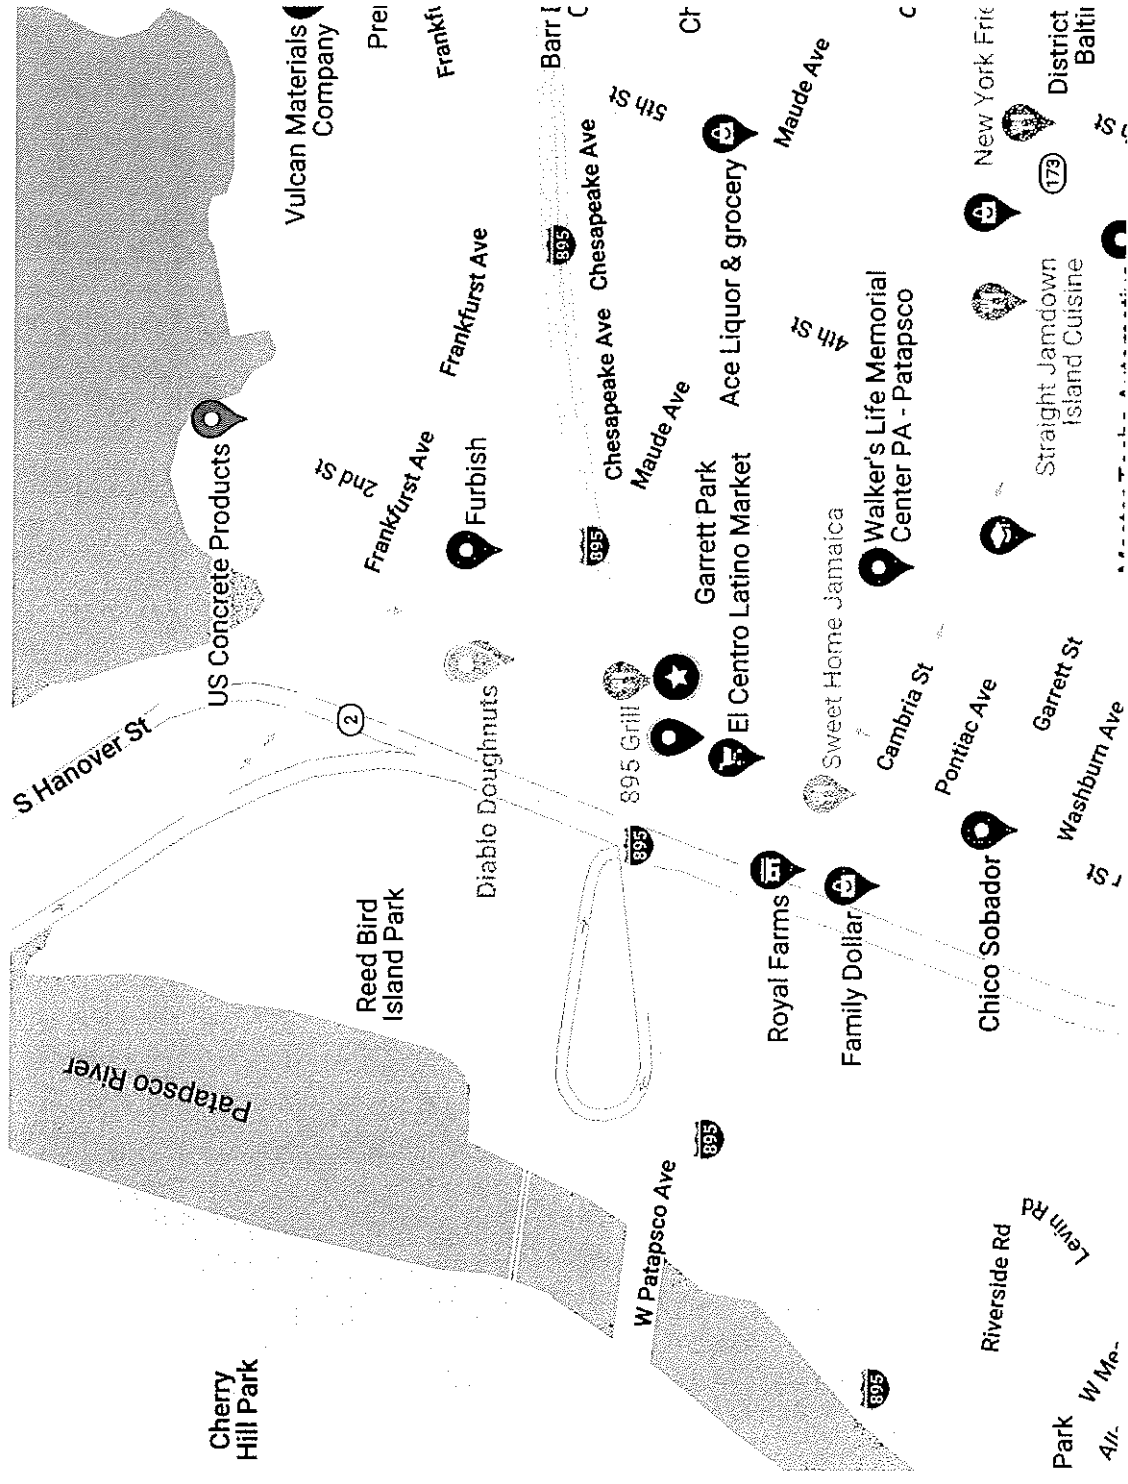 S Hanover St
Patapsco River
Cherry
Hill Park
US Concrete Products
Vulcan Materials
Company
2nd St
2
Reed Bird
Island Park
Frankfurst Ave
Frankfurst Ave
Furbish
Diablo Doughnuts
895
Chesapeake Ave
895
Chesapeake Ave
5th St
895 Grill
895
Maude Ave
W Patapsco Ave
895
Garrett Park
El Centro Latino Market
Ace Liquor & grocery
Maude Ave
Royal Farms
4th St
Sweet Home Jamaica
Family Dollar
Walker's Life Memorial
Center PA - Patapsco
895
Cambria St
Pontiac Ave
Chico Sobador
New York
Riverside Rd
Levin Rd
173
Straight Jamdown
Island Cuisine
Garrett St
District
Park
Washburn Ave